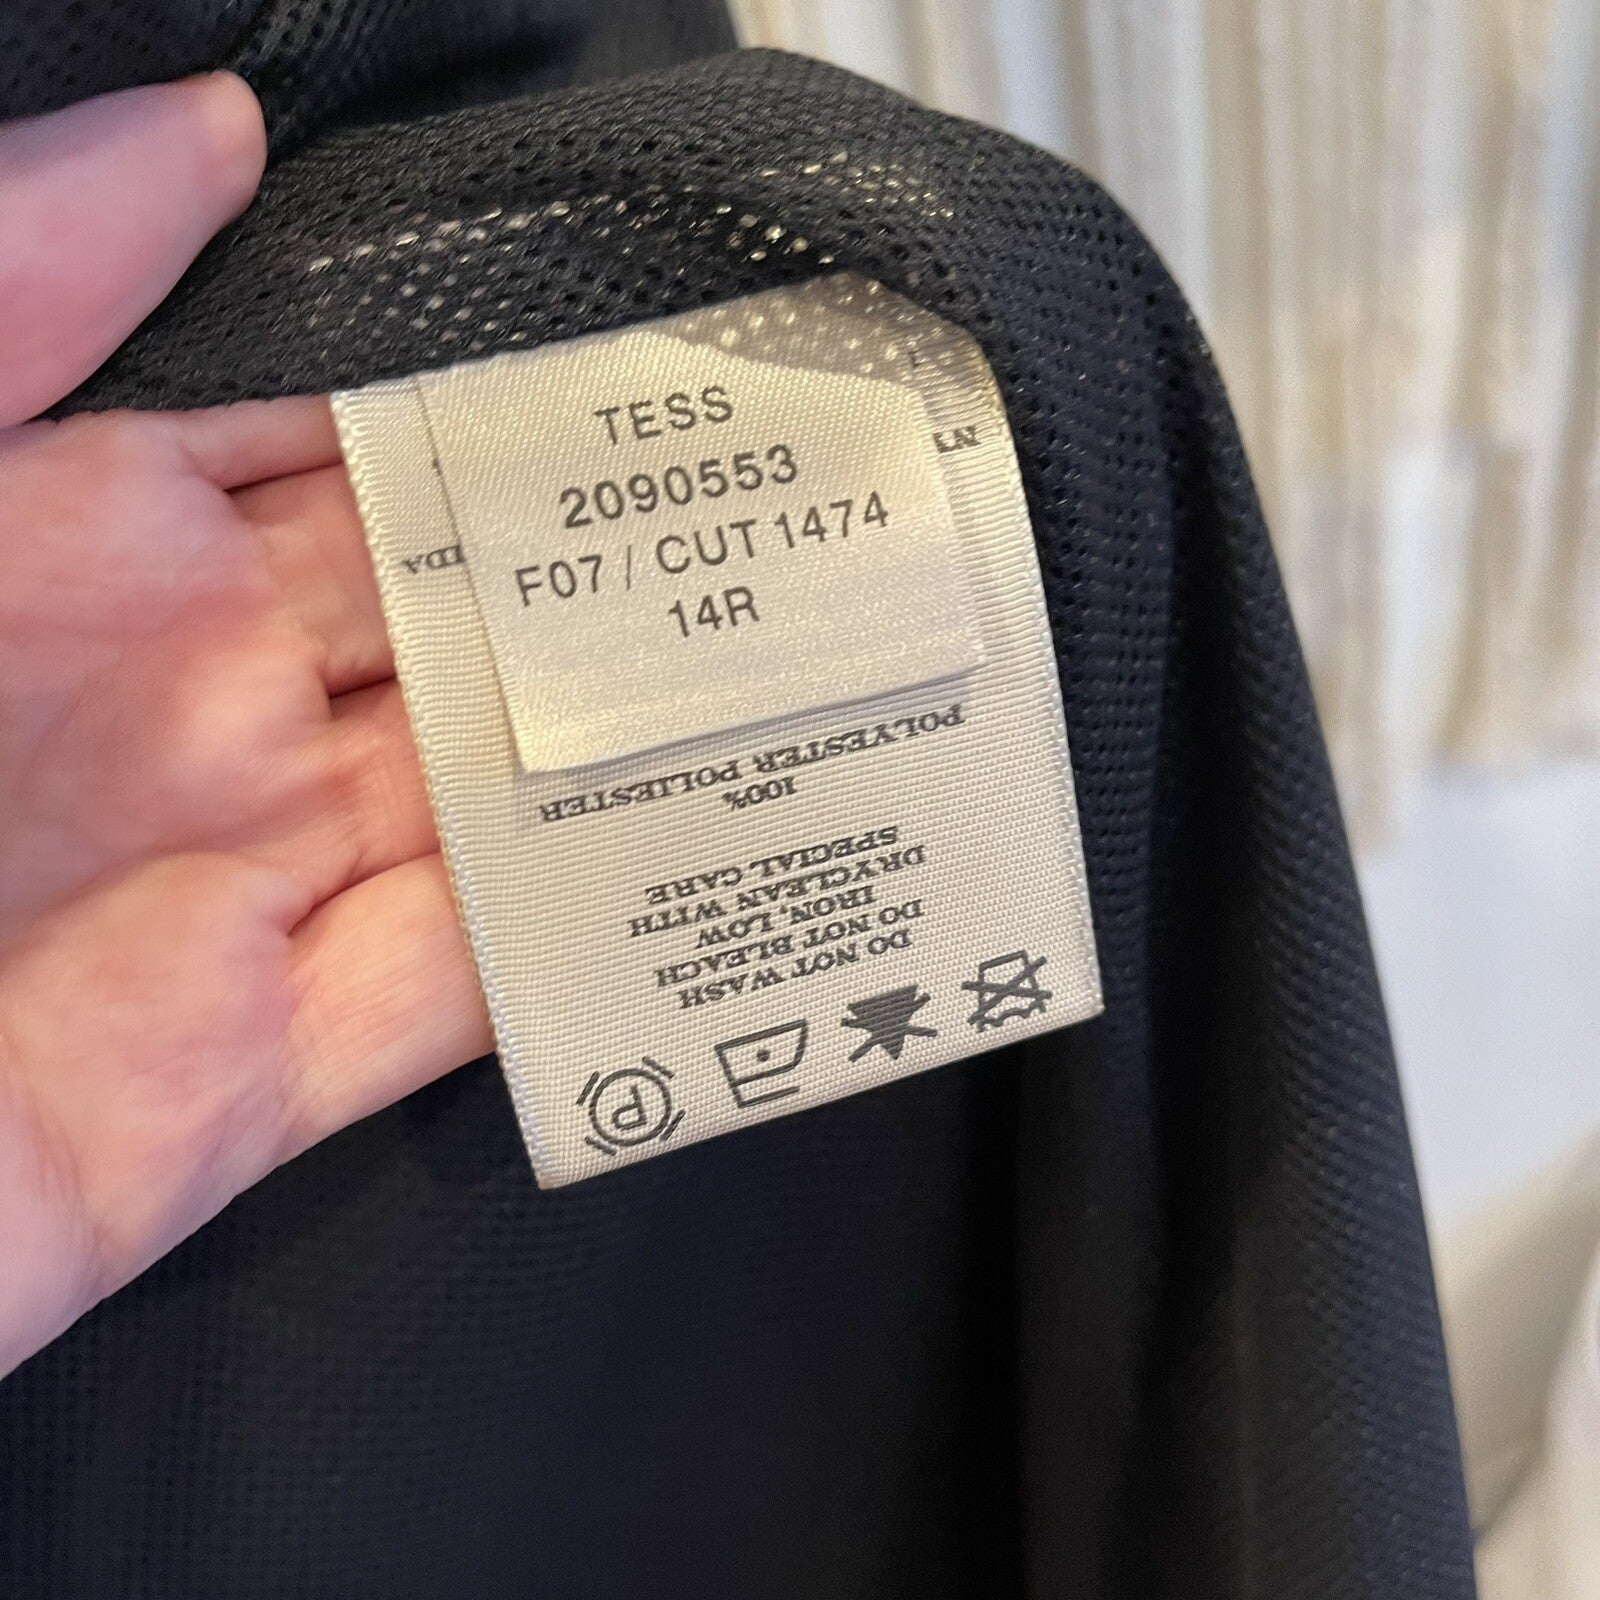 TESS
2090553
F07 / CUT 1474
14R
POLYESTER POLIESTER
100%
DO NOT WASH
DO NOT BLEACH
IRON, LOW
DRYCLEAN WITH
SPECIAL CARE
P